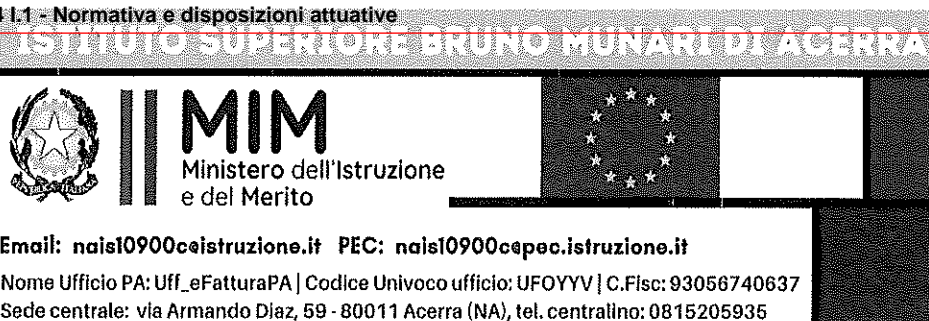 I.1 - Normativa e disposizioni attuative
ISTITUTO SUPERIORE BRUNO MUNARI DI ACERRA
MIM
Ministero dell'Istruzione
e del Merito
REPVBBLICA ITALIANA
Email: nais10900c@istruzione.it PEC: nais10900c@pec.istruzione.it
Nome Ufficio PA: Uff_eFatturaPA | Codice Univoco ufficio: UFOYYV | C.Fisc: 93056740637
Sede centrale: via Armando Diaz, 59 - 80011 Acerra (NA), tel. centralino: 0815205935